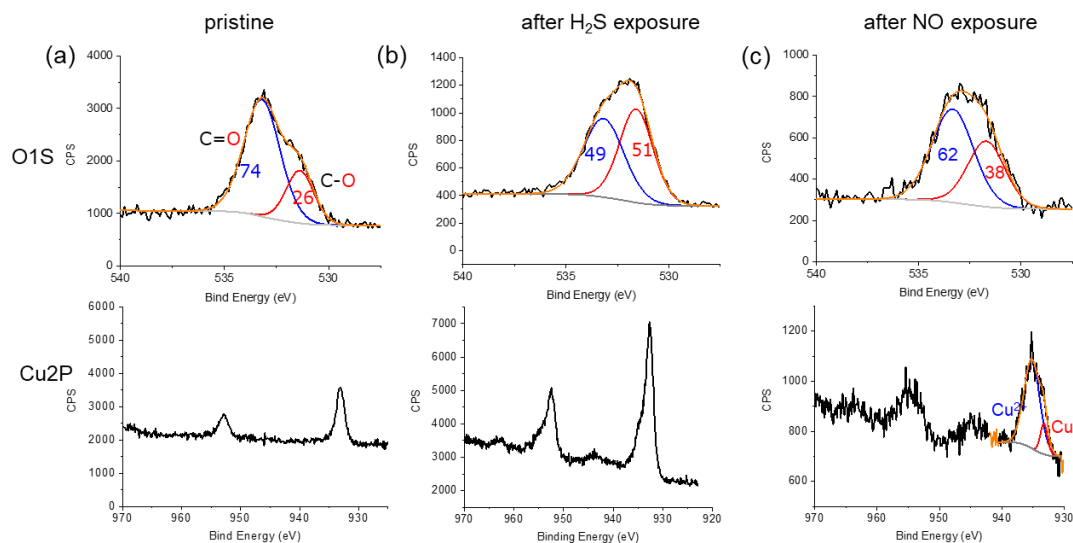 pristine
after H₂S exposure
after NO exposure
(a)
(b)
(c)
O1S
CPS
4000
3000
2000
1000
0
C=O
74
C-O
26
540
535
530
Bind Energy (eV)
CPS
1400
1200
1000
800
600
400
200
0
49
51
540
535
530
Bind Energy (eV)
CPS
1000
800
600
400
200
0
62
38
540
535
530
Bind Energy (eV)
Cu2P
CPS
6000
5000
4000
3000
2000
1000
0
970
960
950
940
930
Bind Energy (eV)
CPS
7000
6000
5000
4000
3000
2000
970
960
950
940
930
920
Binding Energy (eV)
CPS
1200
1000
800
600
Cu²⁺
Cu
970
960
950
940
930
Bind Energy (eV)